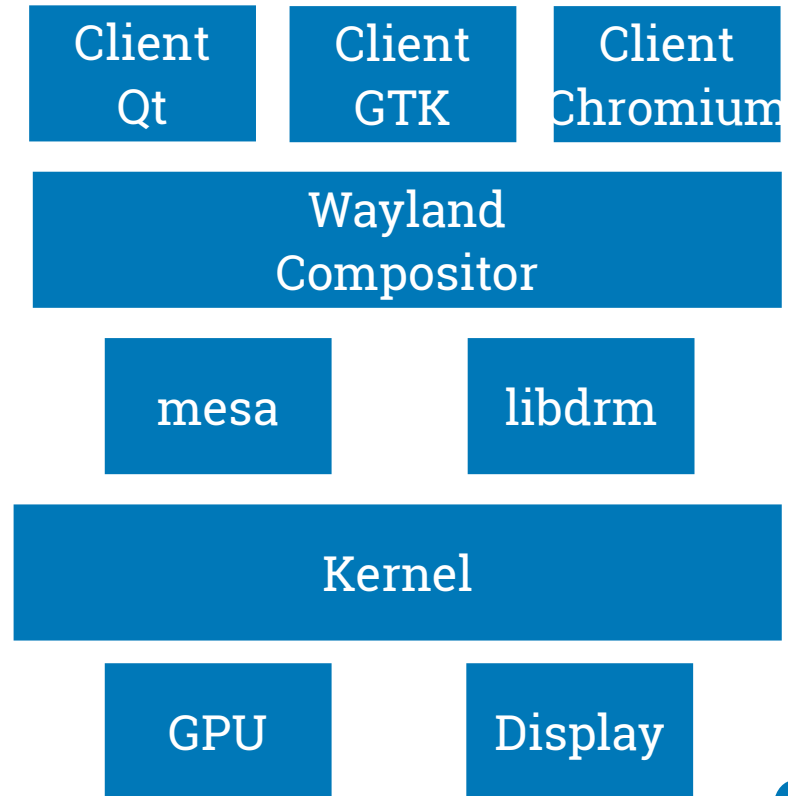 Client
Qt
Client
GTK
Client
Chromium
Wayland
Compositor
mesa
libdrm
Kernel
GPU
Display